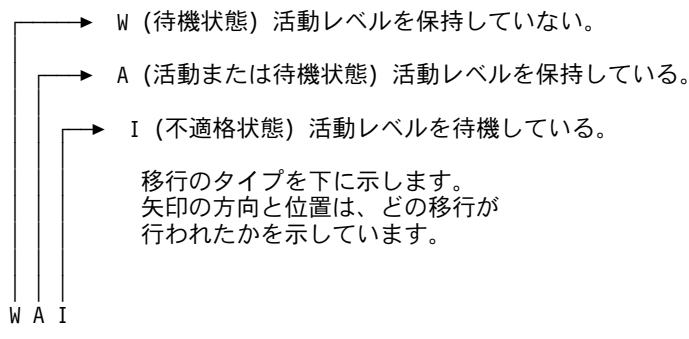 W (待機状態) 活動レベルを保持していない。
A (活動または待機状態) 活動レベルを保持している。
I (不適格状態) 活動レベルを待機している。
移行のタイプを下に示します。
矢印の方向と位置は、どの移行が
行われたかを示しています。
W A I